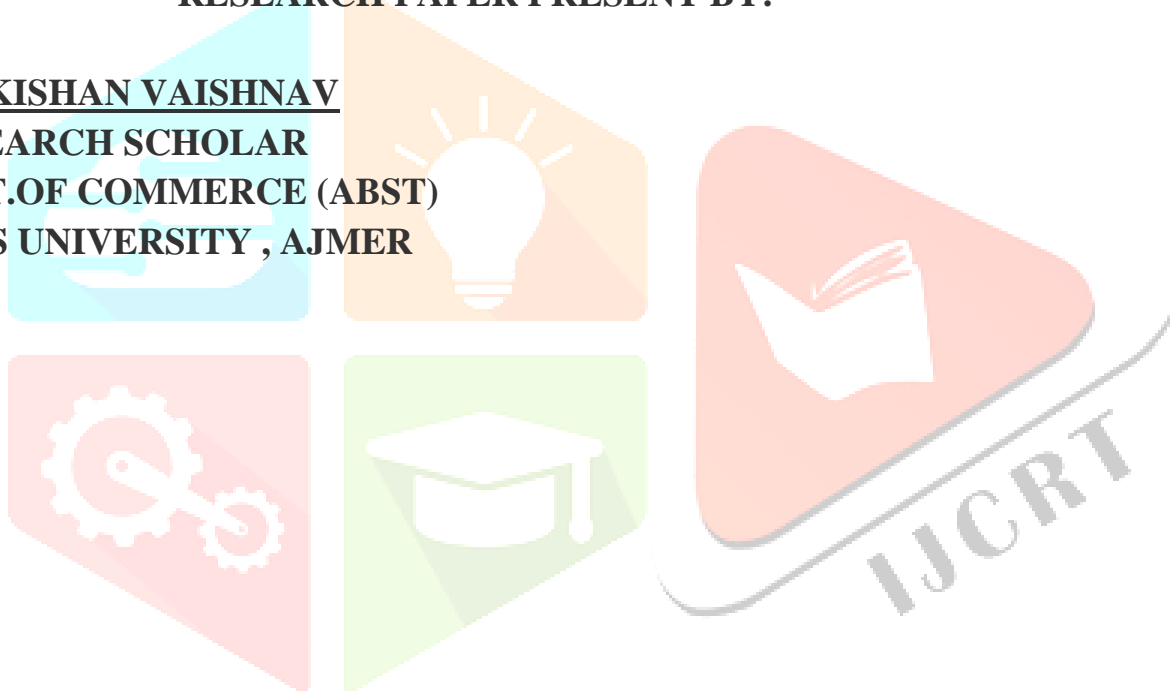 RESEARCH PAPER PRESENT BY:
KISHAN VAISHNAV
EARCH SCHOLAR
T.OF COMMERCE (ABST)
S UNIVERSITY , AJMER
IJCRT